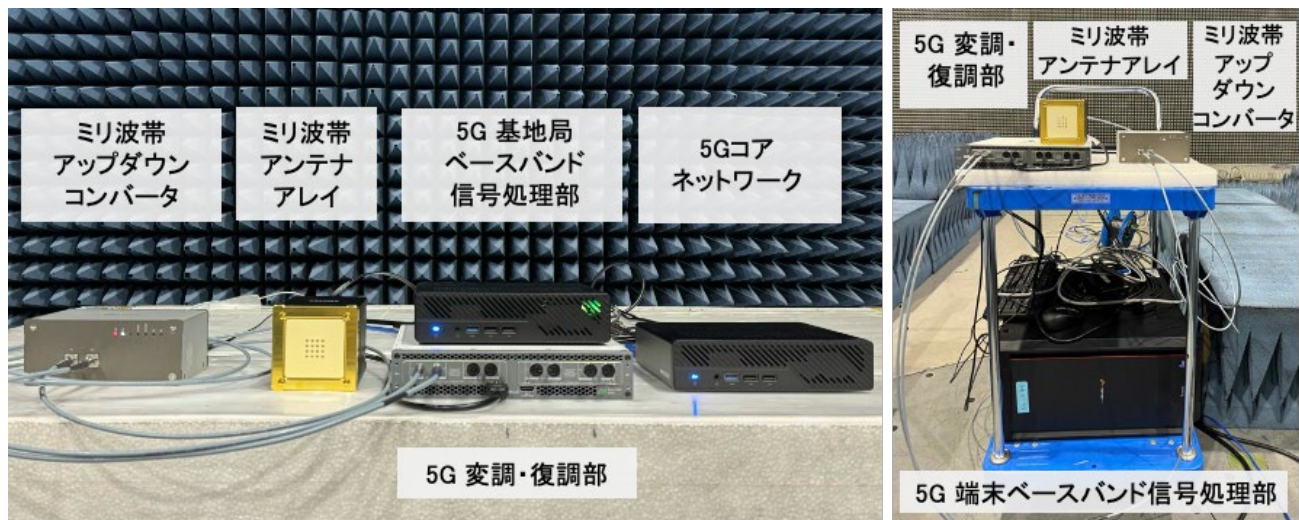 ミリ波帯
アップダウン
コンバータ
ミリ波帯
アンテナ
アレイ
5G 基地局
ベースバンド
信号処理部
5Gコア
ネットワーク
5G 変調・復調部
5G 変調・
復調部
ミリ波帯
アンテナアレイ
ミリ波帯
アップ
ダウン
コンバータ
5G 端末ベースバンド信号処理部